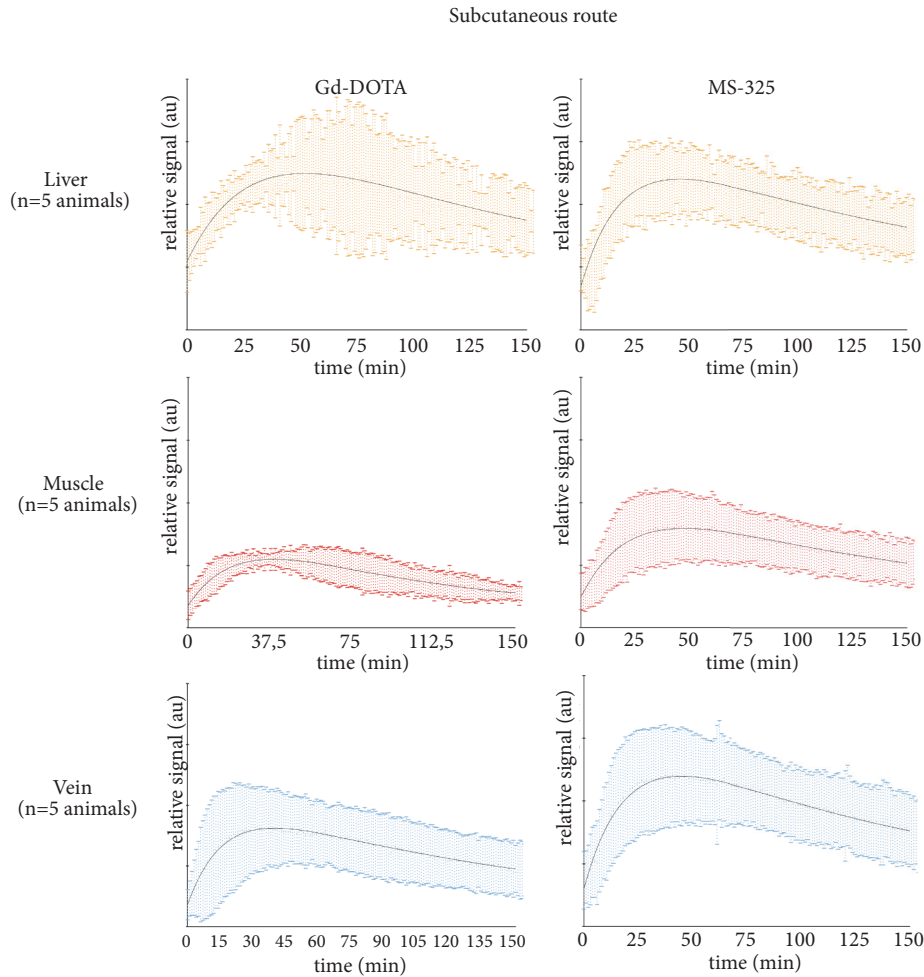 Subcutaneous route
Gd-DOTA
MS-325
Liver
(n=5 animals)
relative signal (au)
0 25 50 75 100 125 150
time (min)
relative signal (au)
0 25 50 75 100 125 150
time (min)
Muscle
(n=5 animals)
relative signal (au)
0 37,5 75 112,5 150
time (min)
relative signal (au)
0 25 50 75 100 125 150
time (min)
Vein
(n=5 animals)
relative signal (au)
0 15 30 45 60 75 90 105 120 135 150
time (min)
relative signal (au)
0 25 50 75 100 125 150
time (min)